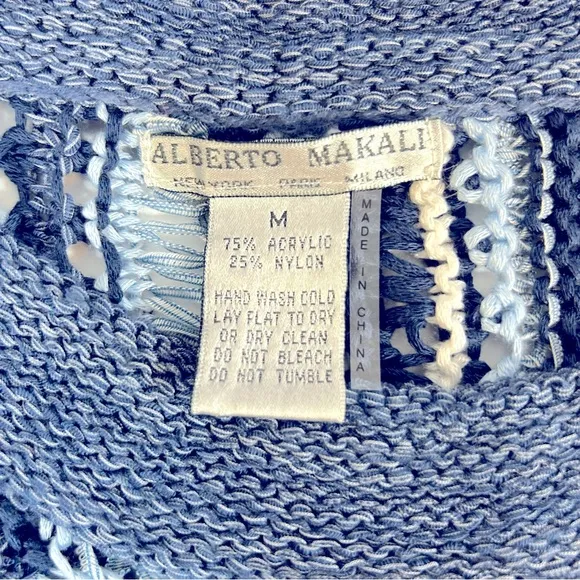 ALBERTO MAKALI
NEW YORK PARIS MILANO
M
75% ACRYLIC
25% NYLON
HAND WASH COLD
LAY FLAT TO DRY
OR DRY CLEAN
DO NOT BLEACH
DO NOT TUMBLE
MADE IN CHINA